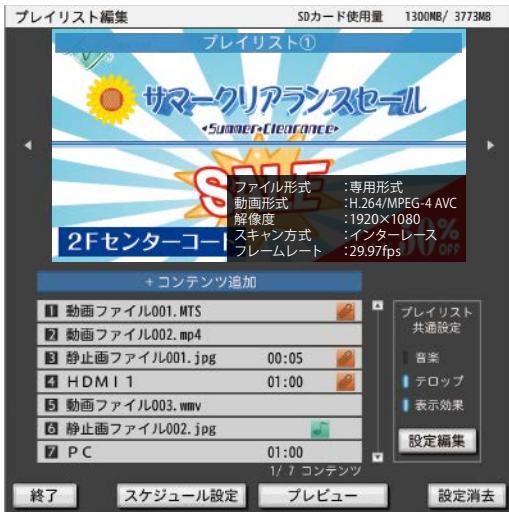 プレイリスト編集 SDカード使用量 1300MB/ 3773MB
プレイリスト①
サマークリアランスセール
Summer Clearance
SALE
2Fセンターコー
%
OFF
ファイル形式 :専用形式
動画形式 :H.264/MPEG-4 AVC
解像度 :1920×1080
スキャン方式 :インターレース
フレームレート :29.97fps
+コンテンツ追加
1 動画ファイル001.MTS
2 動画ファイル002.mp4
3 静止画ファイル001.jpg 00:05
4 HDMI1 01:00
5 動画ファイル003.wmv
6 静止画ファイル002.jpg
7 PC 01:00
1/ 7 コンテンツ
プレイリスト
共通設定
音楽
テロップ
表示効果
設定編集
終了 スケジュール設定 プレビュー 設定消去